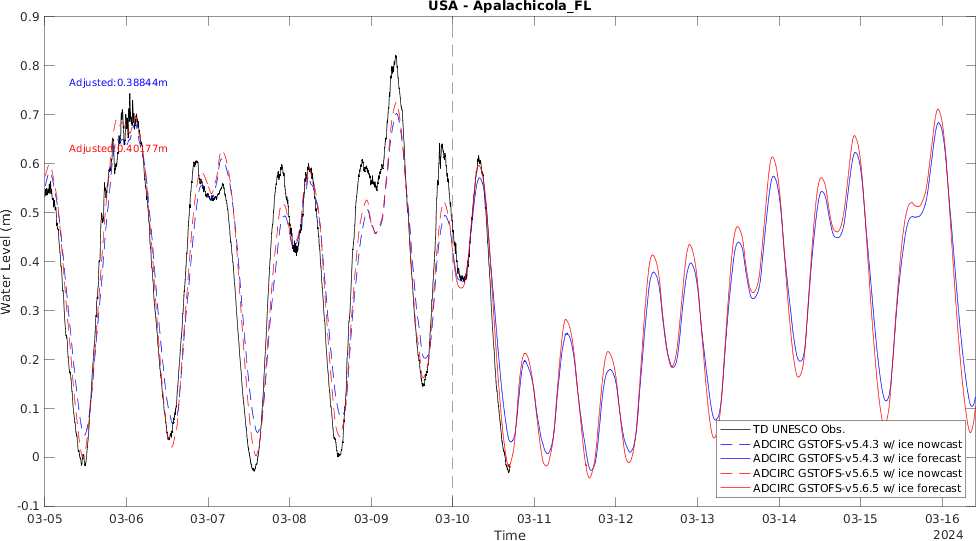 USA - Apalachicola_FL
0.9
0.8
0.7
0.6
0.5
0.4
0.3
0.2
0.1
0
-0.1
Water Level (m)
Adjusted:0.38844m
Adjusted:0.40177m
TD UNESCO Obs.
ADCIRC GSTOFS-v5.4.3 w/ ice nowcast
ADCIRC GSTOFS-v5.4.3 w/ ice forecast
ADCIRC GSTOFS-v5.6.5 w/ ice nowcast
ADCIRC GSTOFS-v5.6.5 w/ ice forecast
03-05 03-06 03-07 03-08 03-09 03-10 03-11 03-12 03-13 03-14 03-15 03-16
Time
2024